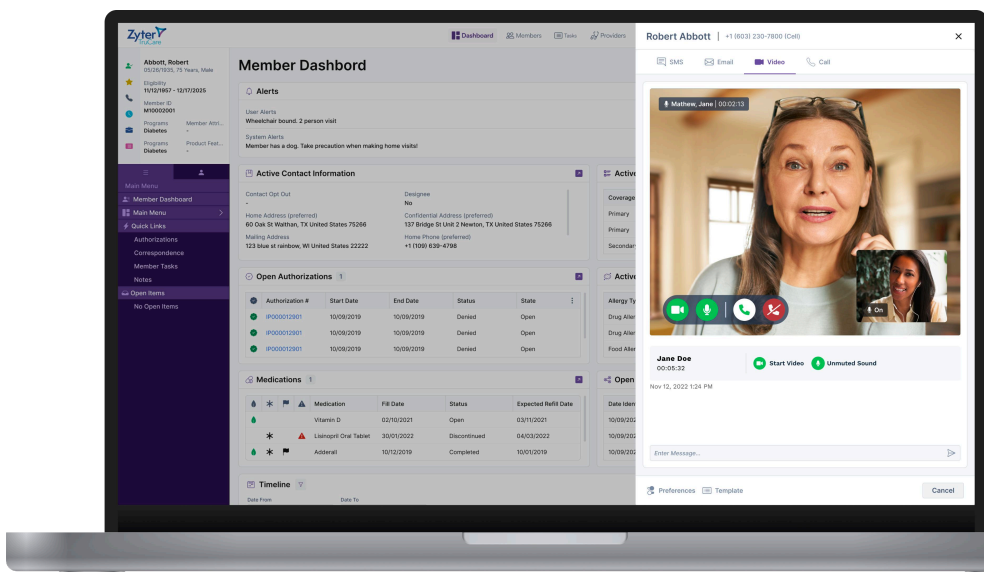 Zyter
TruCare
Dashboard Members Tasks Providers
Abbott, Robert
05/28/1935, 75 Years, Male
Eligibility
11/12/1957 - 12/17/2025
Member ID
M10002001
Programs Member Attri...
Diabetes -
Programs Product Feat...
Diabetes -
Main Menu
Member Dashboard
Main Menu
Quick Links
Authorizations
Correspondance
Member Tasks
Notes
Open Items
No Open Items
Member Dashbord
Alerts
User Alerts
Wheelchair bound. 2 person visit
System Alerts
Member has a dog. Take precaution when making home visits!
Active Contact Information
Contact Opt Out Designee
- No
Home Address (preferred) Confidential Address (preferred)
60 Oak St Walthan, TX United States 75266 137 Bridge St Unit 2 Newton, TX United States 75266
Mailing Address Home Phone (preferred)
123 blue st rainbow, WI United States 22222 +1 (109) 639-4798
Active
Coverage
Primary
Primary
Secondar
Open Authorizations 1
Authorization # Start Date End Date Status State
IP000012901 10/09/2019 10/09/2019 Denied Open
IP000012901 10/09/2019 10/09/2019 Denied Open
IP000012901 10/09/2019 10/09/2019 Denied Open
Active
Allergy Ty
Drug Aller
Drug Aller
Food Aller
Medications 1
Medication Fill Date Status Expected Refill Date
Vitamin D 02/10/2021 Open 03/11/2021
Lisinopril Oral Tablet 30/01/2022 Discontinued 04/03/2022
Adderall 10/12/2019 Completed 10/01/2019
Open
Date Iden
10/09/202
10/09/202
10/09/202
Timeline
Date From Date To
Robert Abbott | +1 (603) 230-7800 (Cell)
SMS Email Video Call
Mathew, Jane | 00:02:13
On
Jane Doe
00:05:32
Start Video Unmuted Sound
Nov 12, 2022 1:24 PM
Enter Message...
Preferences Template Cancel